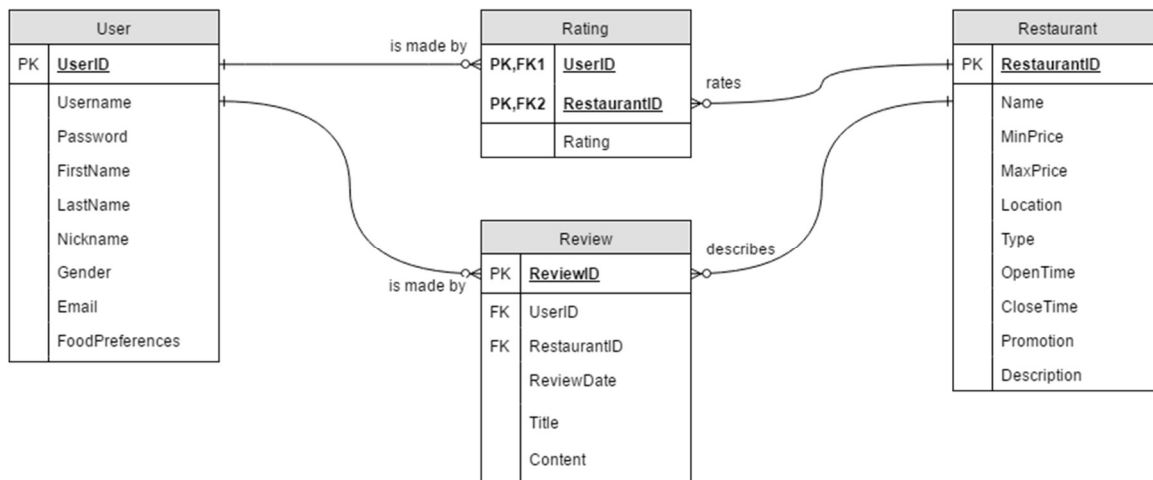 User
PK UserID
Username
Password
FirstName
LastName
Nickname
Gender
Email
FoodPreferences
is made by
is made by
Rating
PK,FK1 UserID
PK,FK2 RestaurantID
Rating
rates
Review
PK ReviewID
FK UserID
FK RestaurantID
ReviewDate
Title
Content
describes
Restaurant
PK RestaurantID
Name
MinPrice
MaxPrice
Location
Type
OpenTime
CloseTime
Promotion
Description